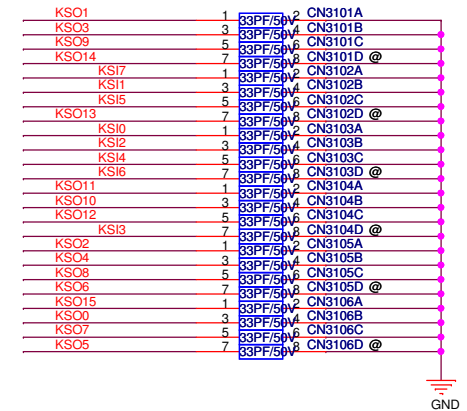 KSO1 1 33PF/50V 2 CN3101A
KSO3 3 33PF/50V 4 CN3101B
KSO9 5 33PF/50V 6 CN3101C
KSO14 7 33PF/50V 8 CN3101D @
KSI7 1 33PF/50V 2 CN3102A
KSI1 3 33PF/50V 4 CN3102B
KSI5 5 33PF/50V 6 CN3102C
KSO13 7 33PF/50V 8 CN3102D @
KSI0 1 33PF/50V 2 CN3103A
KSI2 3 33PF/50V 4 CN3103B
KSI4 5 33PF/50V 6 CN3103C
KSI6 7 33PF/50V 8 CN3103D @
KSO11 1 33PF/50V 2 CN3104A
KSO10 3 33PF/50V 4 CN3104B
KSO12 5 33PF/50V 6 CN3104C
KSI3 7 33PF/50V 8 CN3104D @
KSO2 1 33PF/50V 2 CN3105A
KSO4 3 33PF/50V 4 CN3105B
KSO8 5 33PF/50V 6 CN3105C
KSO6 7 33PF/50V 8 CN3105D @
KSO15 1 33PF/50V 2 CN3106A
KSO0 3 33PF/50V 4 CN3106B
KSO7 5 33PF/50V 6 CN3106C
KSO5 7 33PF/50V 8 CN3106D @
GND